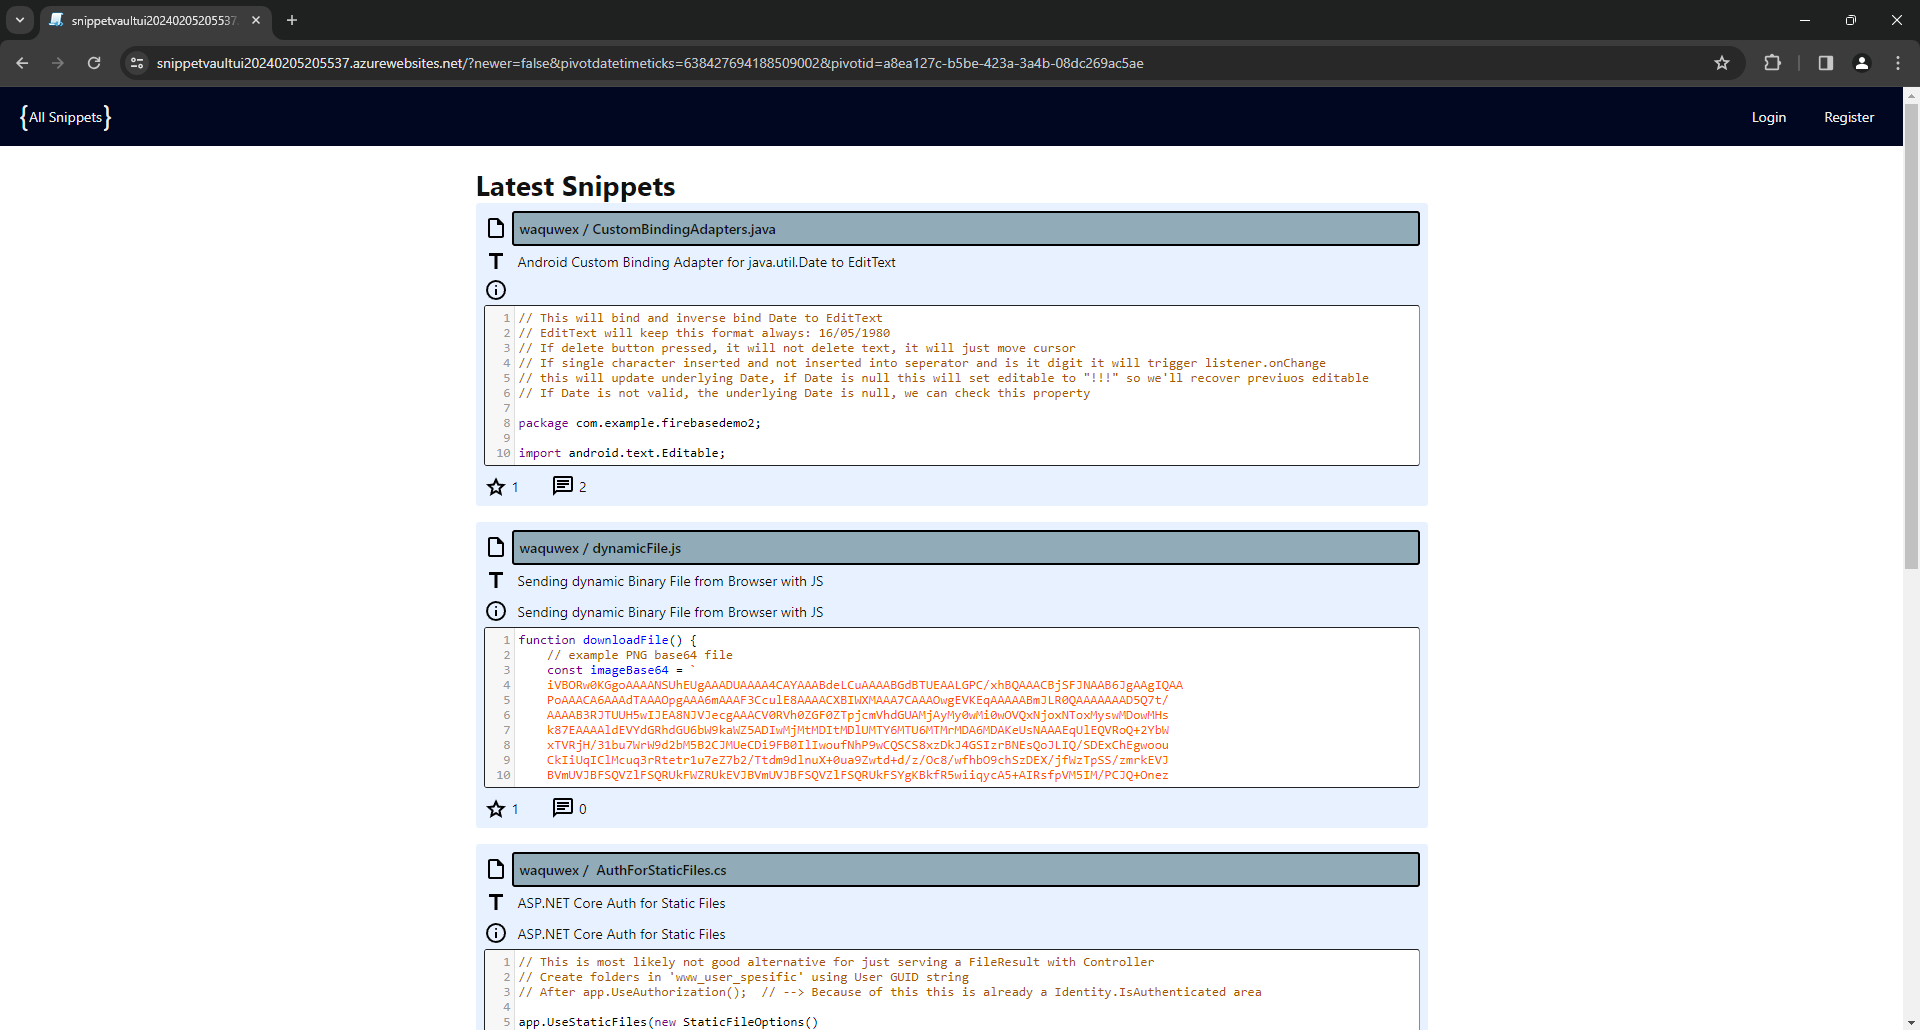 snippetvaultui20240205205537.
snippetvaultui20240205205537.azurewebsites.net/?newer=false&pivotdatetimeticks=638427694188509002&pivotid=a8ea127c-b5be-423a-3a4b-08dc269ac5ae
{All Snippets}
Login
Register
Latest Snippets
waquwex / CustomBindingAdapters.java
Android Custom Binding Adapter for java.util.Date to EditText
1 // This will bind and inverse bind Date to EditText
2 // EditText will keep this format always: 16/05/1980
3 // If delete button pressed, it will not delete text, it will just move cursor
4 // If single character inserted and not inserted into seperator and is it digit it will trigger listener.onChange
5 // this will update underlying Date, if Date is null this will set editable to "!!!" so we'll recover previuos editable
6 // If Date is not valid, the underlying Date is null, we can check this property
7
8 package com.example.firebasedemo2;
9
10 import android.text.Editable;
1 2
waquwex / dynamicFile.js
Sending dynamic Binary File from Browser with JS
Sending dynamic Binary File from Browser with JS
1 function downloadFile() {
2 // example PNG base64 file
3 const imageBase64 = `
4 iVBORw0KGgoAAAANSUhEUgAAADUAAAA4CAYAAABdeLCuAAAABGdBTUEAALGPC/xhBQAAACBjSFJNAAB6JgAAgIQAA
5 PoAAACA6AAAdTAAAOpgAAA6mAAAF3CculE8AAAACXBIWXMAAA7CAAAOwgEVKEqAAAAABmJLR0QAAAAAAAD5Q7t/
6 AAAAB3RJTUUH5wIJEA8NJVJecgAAACV0RVh0ZGF0ZTpjcmVhdGUAMjAyMy0wMi0wOVQxNjoxNToxMyswMDowMHs
7 k87EAAAAldEVYdGRhdGU6bW9kaWZ5ADIwMjMtMDItMDlUMTY6MTU6MTMrMDA6MDAKeUsNAAAEqUlEQVRoQ+2YbW
8 xTVRjH/31bu7WrW9d2bM5B2CJMUeCDi9FB0IlIwoufNhP9wCQSCS8xzDkJ4GSIzrBNEsQoJLIQ/SDExChEgwoou
9 CkIiUqIClMcuq3rRtetr1u7eZ7b2/Ttdm9dlnuX+0ua9Zwtd+d/z/Oc8/wfhbO9chSzDEX/jfWzTpSS/zmrkEVJ
10 BVmUVJBFSQVZlFSQRUkFWZRUkEVJBVmUVJBFSQVZlFSQRUkFSYgKBkfR5wiiqycA5+AIRsfpVM5IM/PCJQ+Onez
1 0
waquwex / AuthForStaticFiles.cs
ASP.NET Core Auth for Static Files
ASP.NET Core Auth for Static Files
1 // This is most likely not good alternative for just serving a FileResult with Controller
2 // Create folders in 'www_user_spesific' using User GUID string
3 // After app.UseAuthorization(); // --> Because of this this is already a Identity.IsAuthenticated area
4
5 app.UseStaticFiles(new StaticFileOptions()